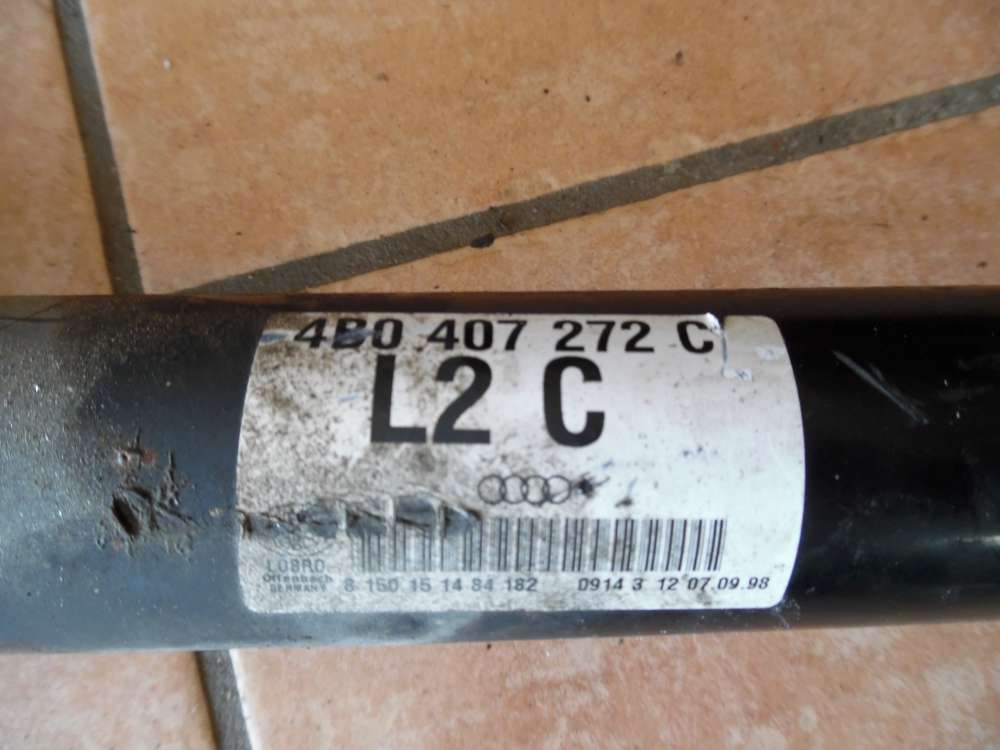 4B0 407 272 C
L2 C
LÖBRO
Offenbach
GERMANY
8 150 15 14 84 182
0914 3 12 07.09.98